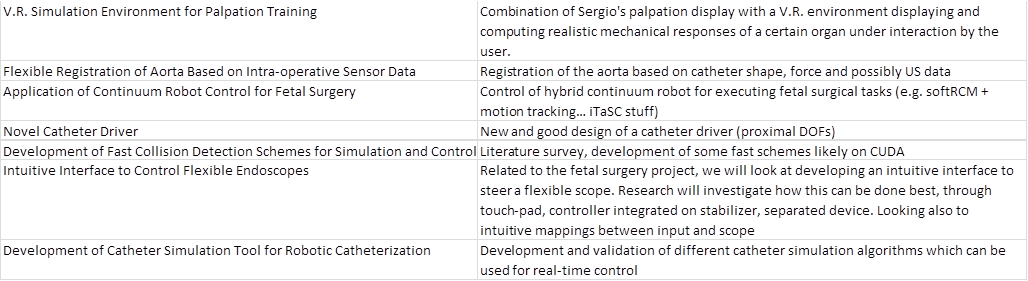 V.R. Simulation Environment for Palpation Training
Combination of Sergio's palpation display with a V.R. environment displaying and
computing realistic mechanical responses of a certain organ under interaction by the
user.
Flexible Registration of Aorta Based on Intra-operative Sensor Data
Registration of the aorta based on catheter shape, force and possibly US data
Application of Continuum Robot Control for Fetal Surgery
Control of hybrid continuum robot for executing fetal surgical tasks (e.g. softRCM +
motion tracking... iTaSC stuff)
Novel Catheter Driver
New and good design of a catheter driver (proximal DOFs)
Development of Fast Collision Detection Schemes for Simulation and Control
Literature survey, development of some fast schemes likely on CUDA
Intuitive Interface to Control Flexible Endoscopes
Related to the fetal surgery project, we will look at developing an intuitive interface to
steer a flexible scope. Research will investigate how this can be done best, through
touch-pad, controller integrated on stabilizer, separated device. Looking also to
intuitive mappings between input and scope
Development of Catheter Simulation Tool for Robotic Catheterization
Development and validation of different catheter simulation algorithms which can be
used for real-time control